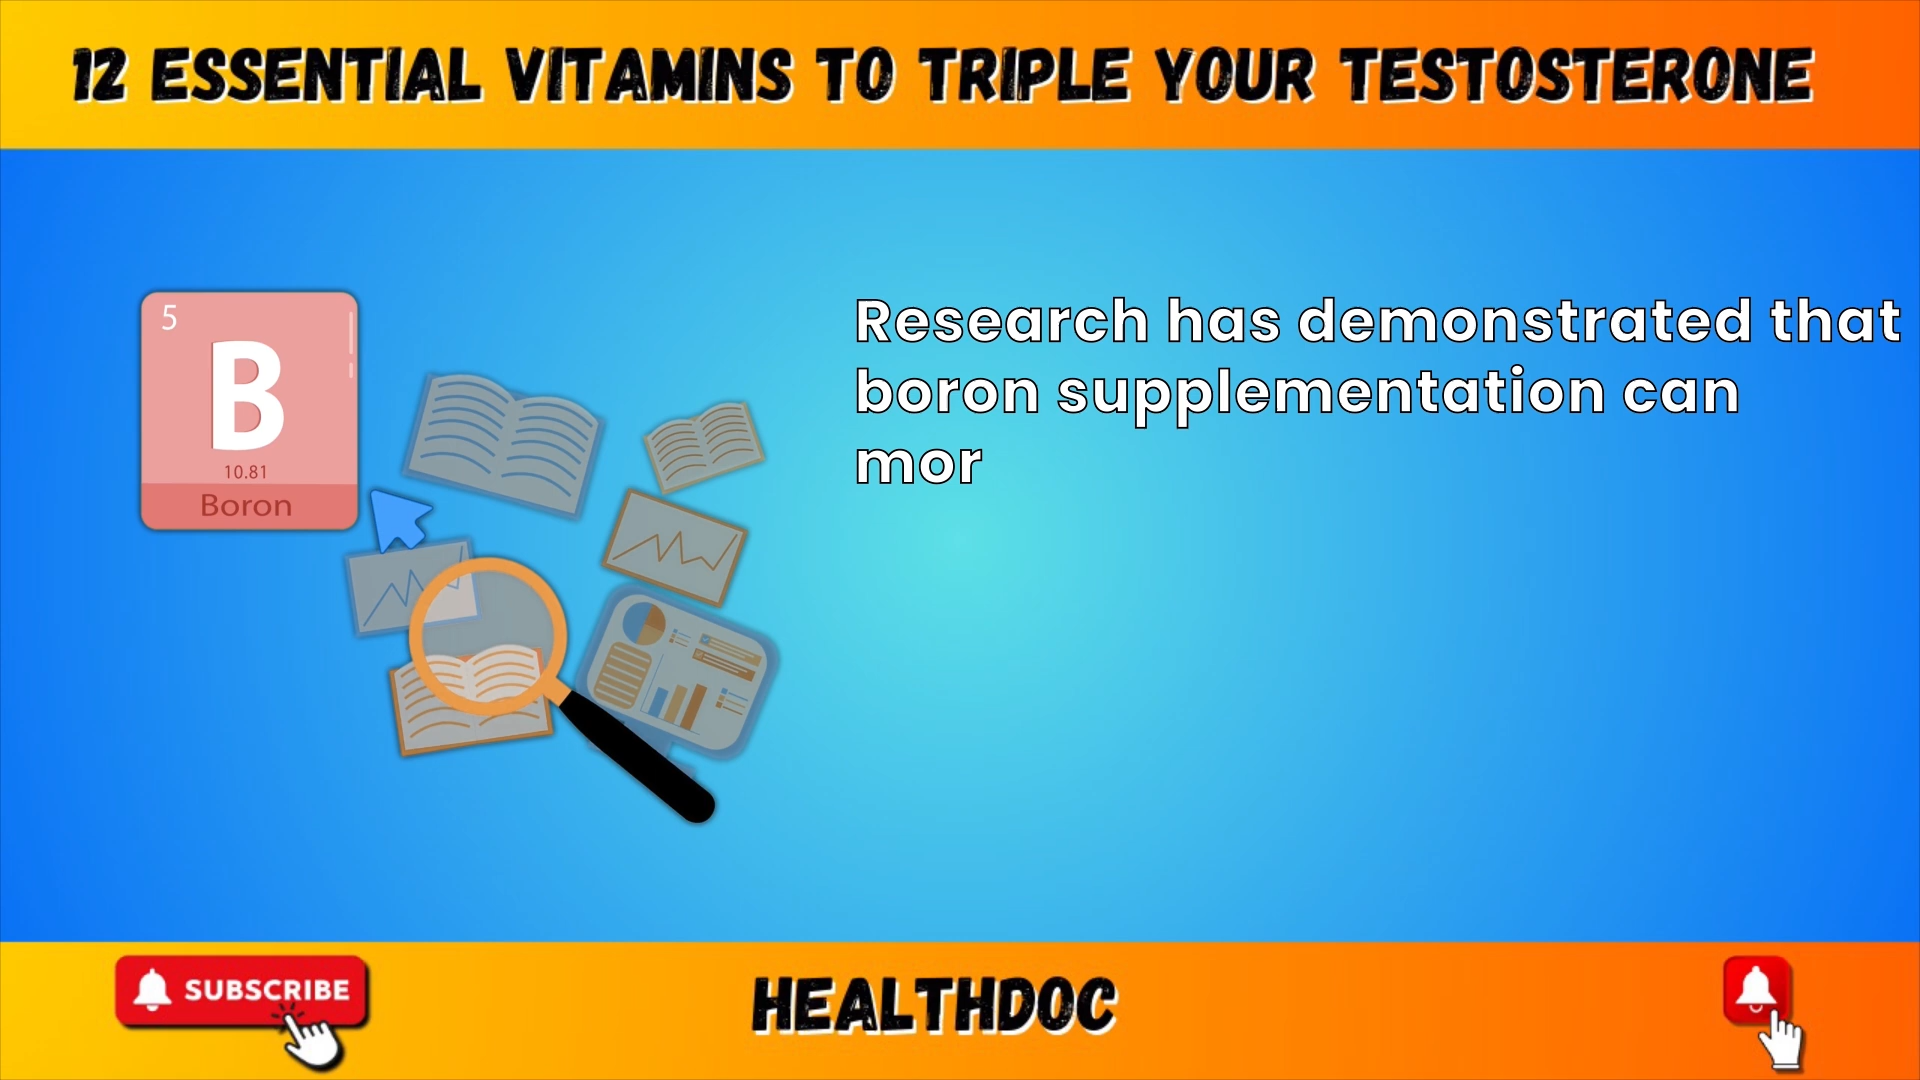 12 ESSENTIAL VITAMINS TO TRIPLE YOUR TESTOSTERONE
5
B
10.81
Boron
Research has demonstrated that
boron supplementation can
mor
SUBSCRIBE
HEALTHDOC